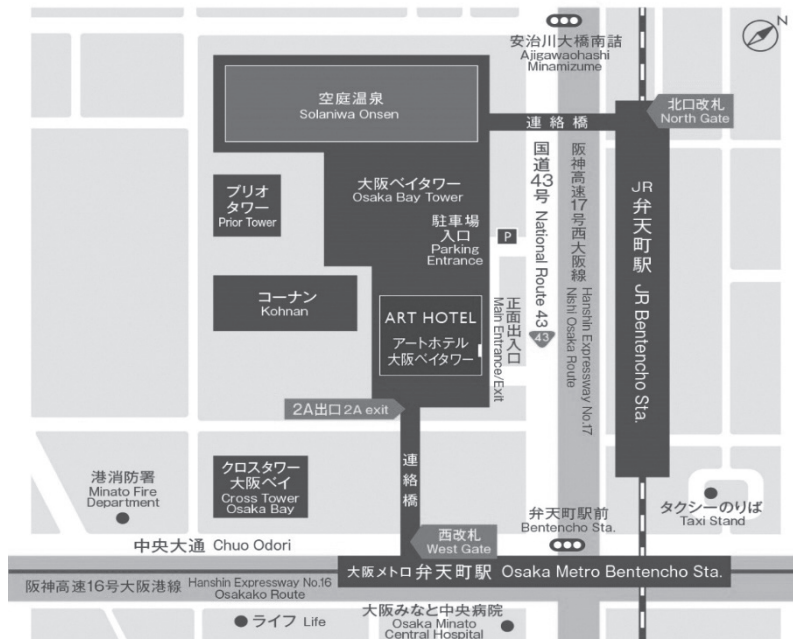 N
安治川大橋南詰
Ajigawaohashi
Minamizume
空庭温泉
Solaniwa Onsen
連絡橋
北口改札
North Gate
プリオ
タワー
Prior Tower
大阪ベイタワー
Osaka Bay Tower
駐車場
入口
Parking
Entrance
P
国道43号 National Route 43
43
阪神高速17号西大阪線
Hanshin Expressway No.17
Nishi Osaka Route
JR 弁天町駅 JR Bentencho Sta.
コーナン
Kohnan
ART HOTEL
アートホテル
大阪ベイタワー
正面出入口
Main Entrance/Exit
2A出口 2A exit
連絡橋
港消防署
Minato Fire
Department
クロスタワー
大阪ベイ
Cross Tower
Osaka Bay
西改札
West Gate
弁天町駅前
Bentencho Sta.
タクシーのりば
Taxi Stand
中央大通 Chuo Odori
大阪メトロ 弁天町駅 Osaka Metro Bentencho Sta.
阪神高速16号大阪港線 Hanshin Expressway No.16
Osakako Route
ライフ Life
大阪みなと中央病院
Osaka Minato
Central Hospital